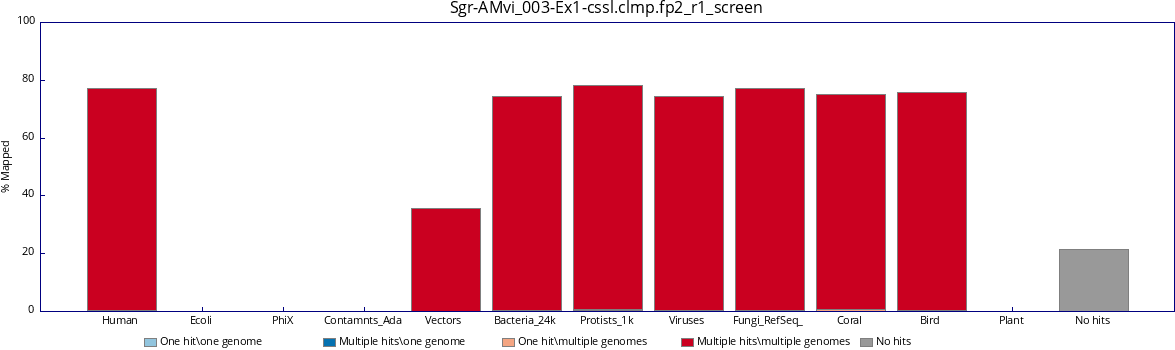 Sgr-AMvi_003-Ex1-cssl.clmp.fp2_r1_screen
100
80
60
40
20
0
% Mapped
Human Ecoli PhiX Contamnts_Ada Vectors Bacteria_24k Protists_1k Viruses Fungi_RefSeq_ Coral Bird Plant No hits
One hit\one genome Multiple hits\one genome One hit\multiple genomes Multiple hits\multiple genomes No hits